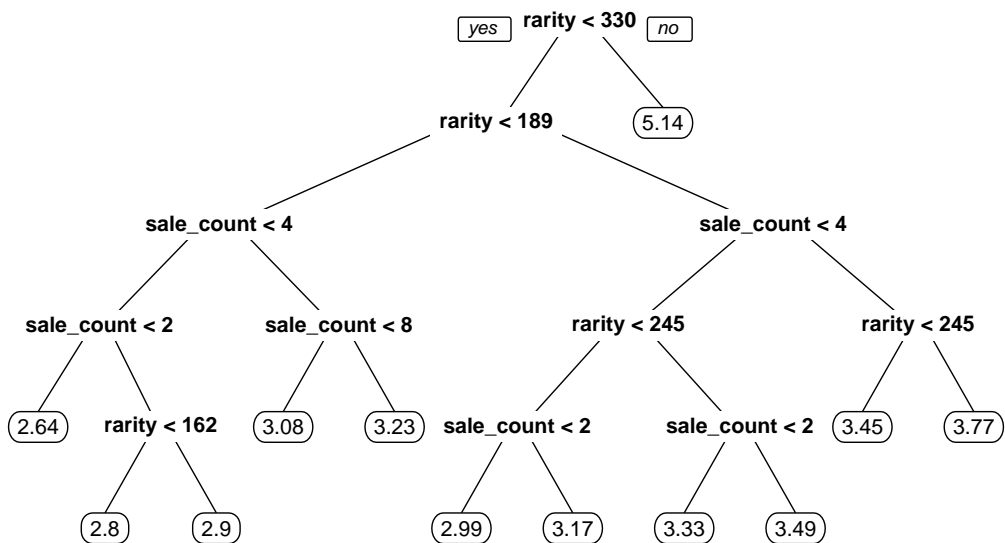 yes rarity < 330 no
rarity < 189 5.14
sale_count < 4 sale_count < 4
sale_count < 2 sale_count < 8 rarity < 245 rarity < 245
2.64 rarity < 162 3.08 3.23 sale_count < 2 sale_count < 2 3.45 3.77
2.8 2.9 2.99 3.17 3.33 3.49